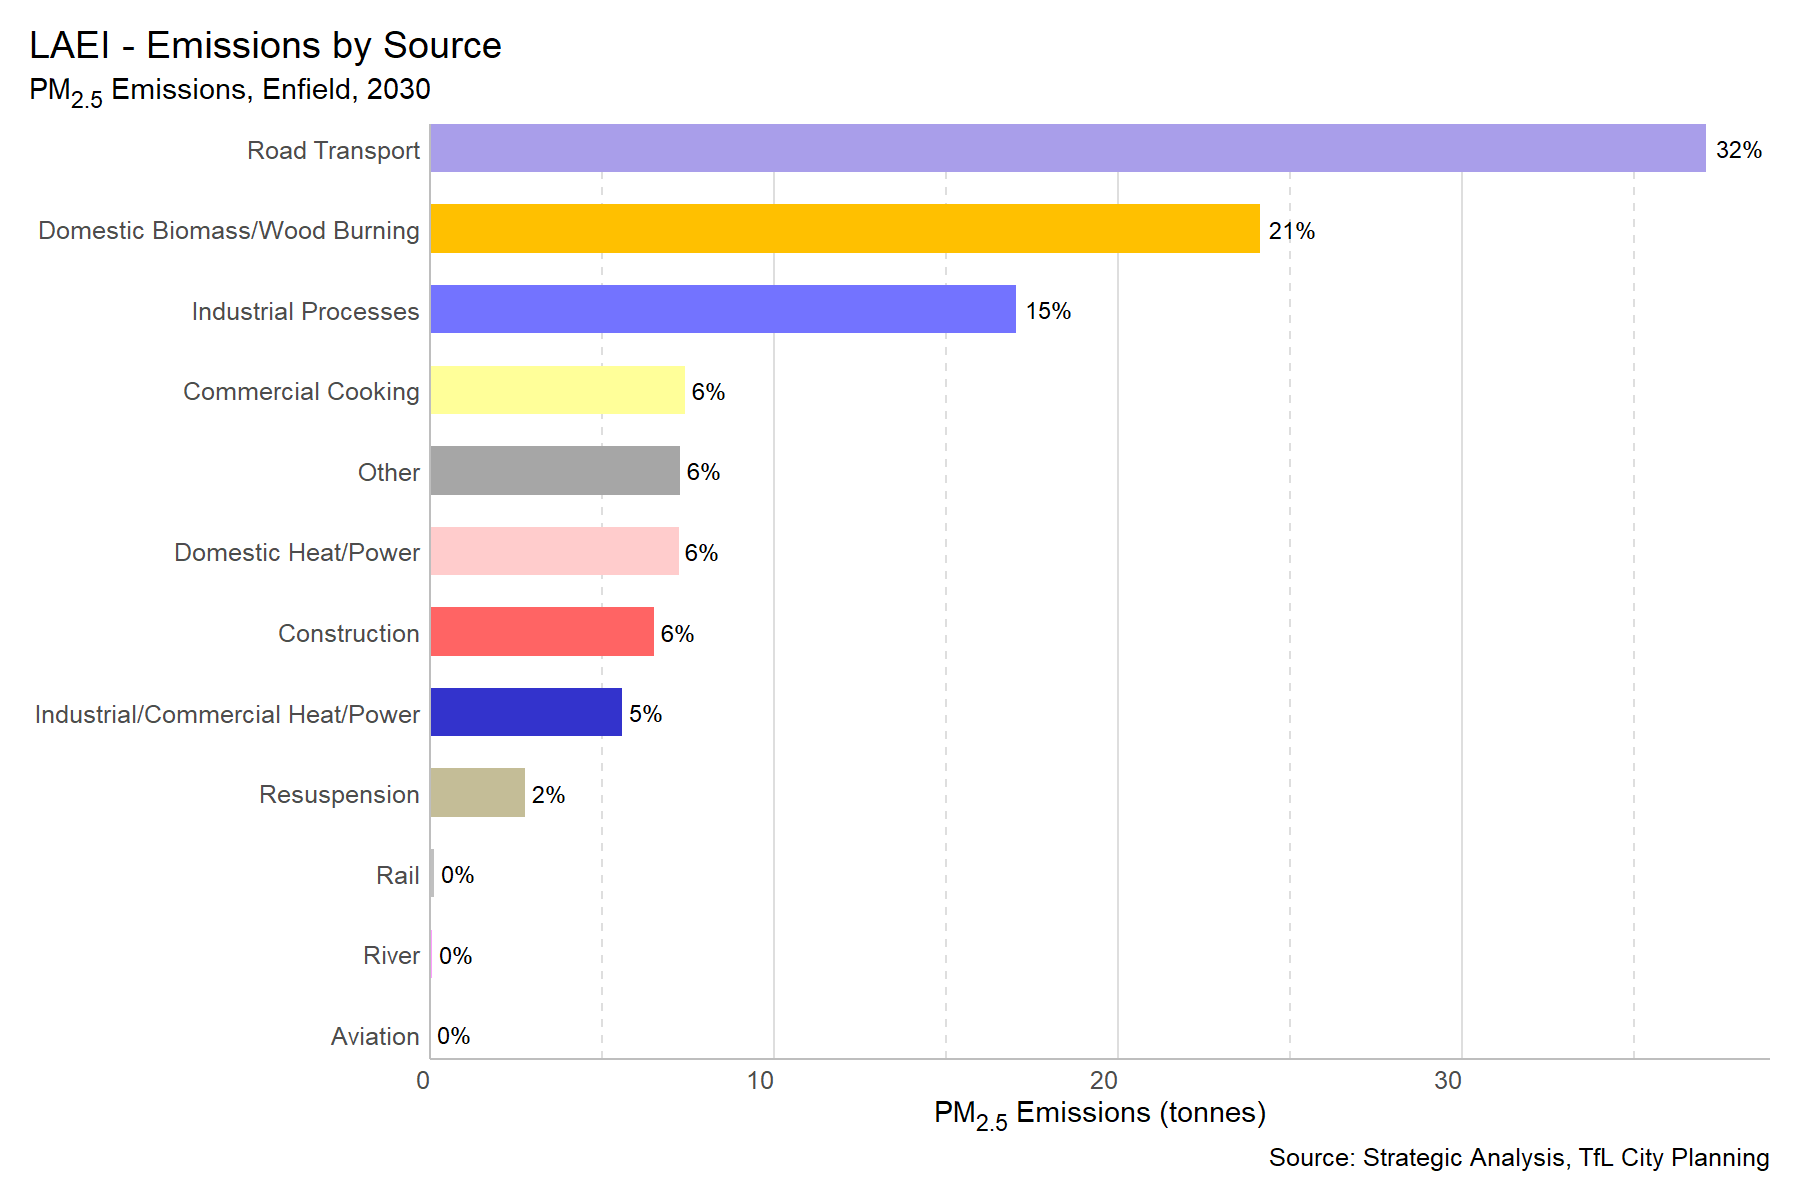 LAEI - Emissions by Source
PM2.5 Emissions, Enfield, 2030
Road Transport 32%
Domestic Biomass/Wood Burning 21%
Industrial Processes 15%
Commercial Cooking 6%
Other 6%
Domestic Heat/Power 6%
Construction 6%
Industrial/Commercial Heat/Power 5%
Resuspension 2%
Rail 0%
River 0%
Aviation 0%
0 10 20 30
PM2.5 Emissions (tonnes)
Source: Strategic Analysis, TfL City Planning